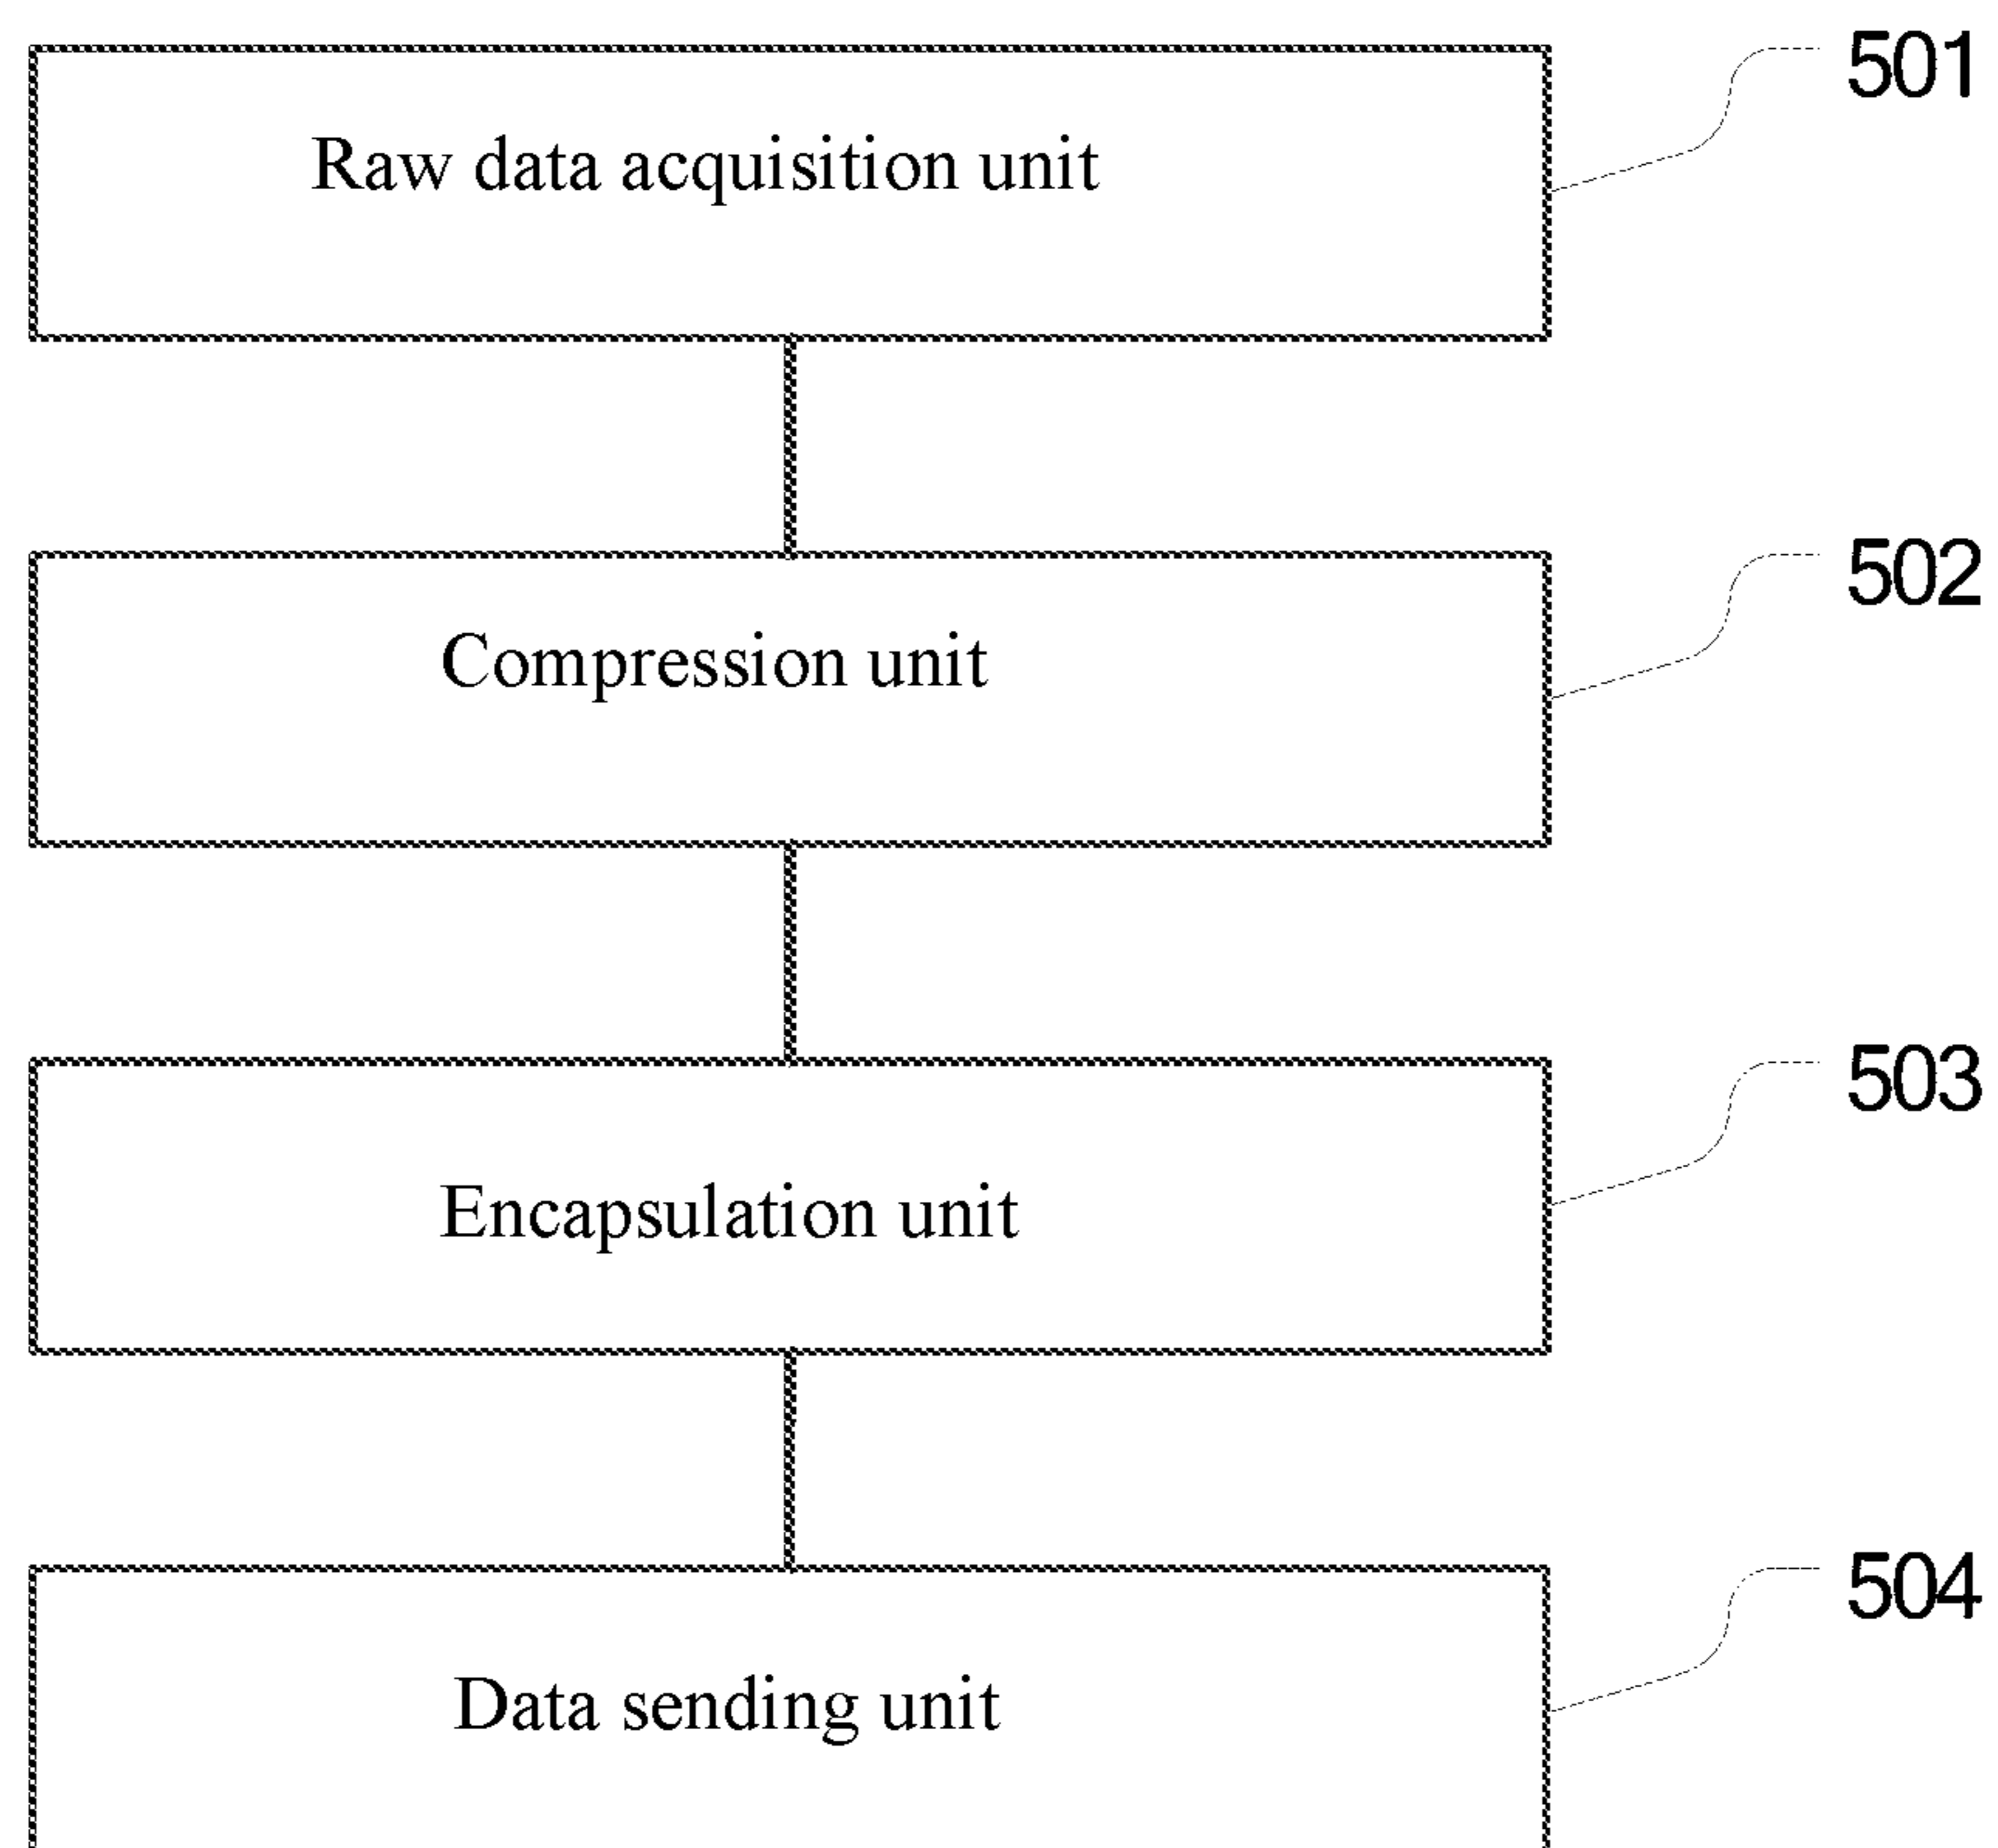 Raw data acquisition unit
501
Compression unit
502
Encapsulation unit
503
Data sending unit
504